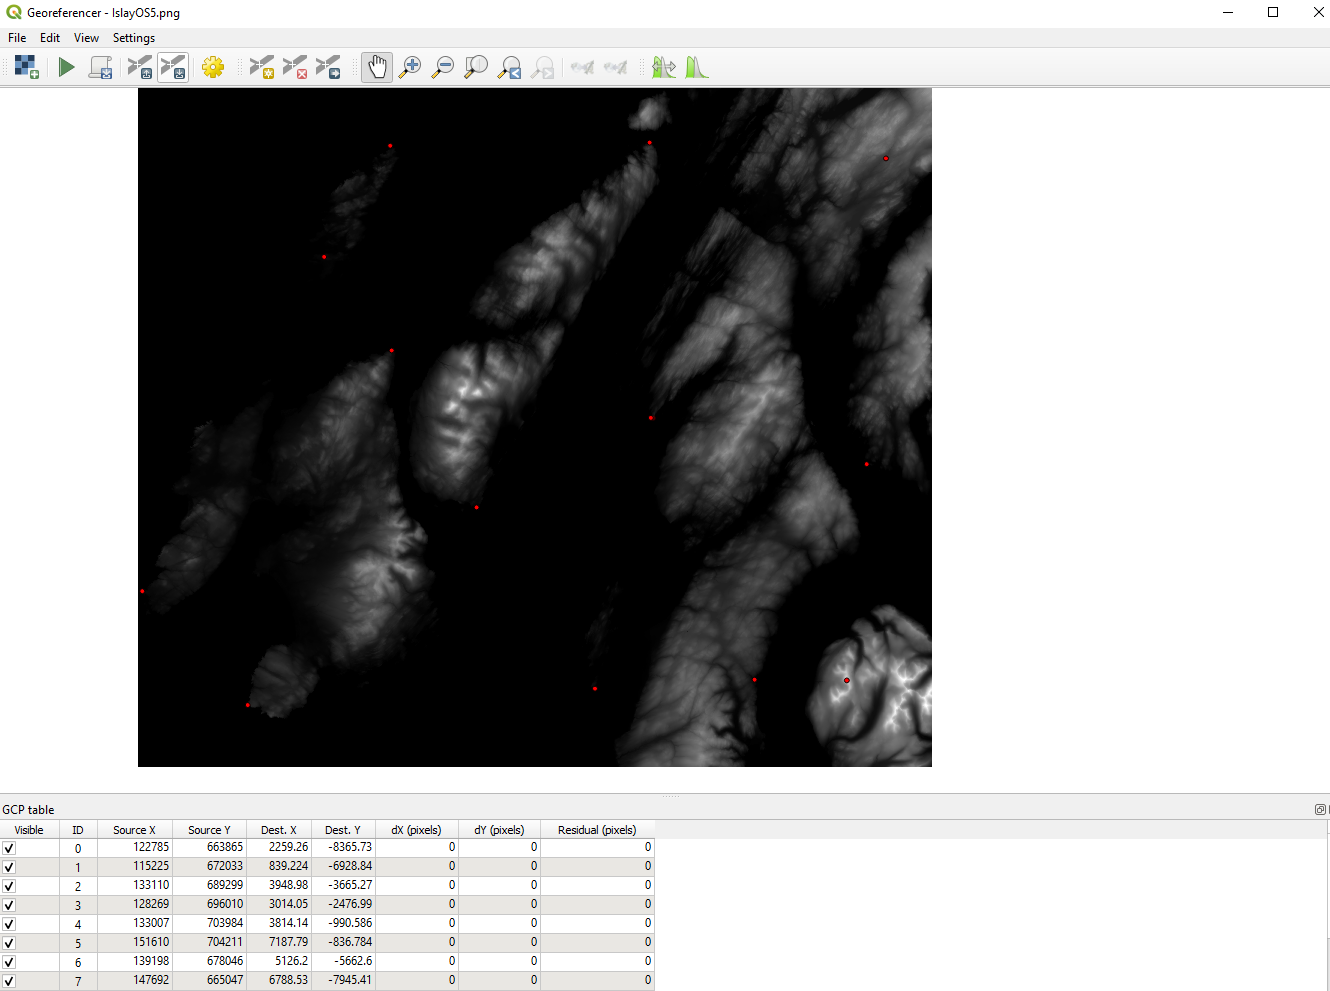 Georeferencer - IslayOS5.png
File Edit View Settings
GCP table
Visible ID Source X Source Y Dest. X Dest. Y dX (pixels) dY (pixels) Residual (pixels)
0 122785 663865 2259.26 -8365.73 0 0 0
1 115225 672033 839.224 -6928.84 0 0 0
2 133110 689299 3948.98 -3665.27 0 0 0
3 128269 696010 3014.05 -2476.99 0 0 0
4 133007 703984 3814.14 -990.586 0 0 0
5 151610 704211 7187.79 -836.784 0 0 0
6 139198 678046 5126.2 -5662.6 0 0 0
7 147692 665047 6788.53 -7945.41 0 0 0